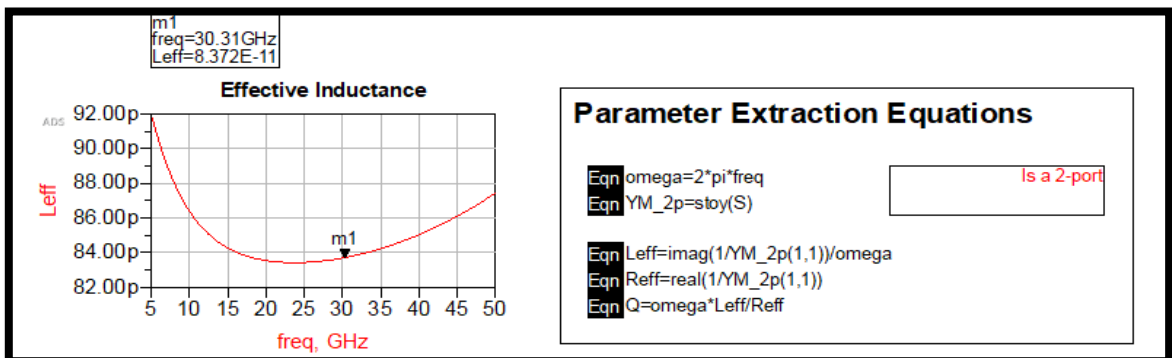 m1
freq=30.31GHz
Leff=8.372E-11
Effective Inductance
ADS
92.00p
90.00p
88.00p
86.00p
84.00p
82.00p
Leff
m1
5 10 15 20 25 30 35 40 45 50
freq, GHz
Parameter Extraction Equations
Eqn omega=2*pi*freq
Is a 2-port
Eqn YM_2p=stoy(S)
Eqn Leff=imag(1/YM_2p(1,1))/omega
Eqn Reff=real(1/YM_2p(1,1))
Eqn Q=omega*Leff/Reff